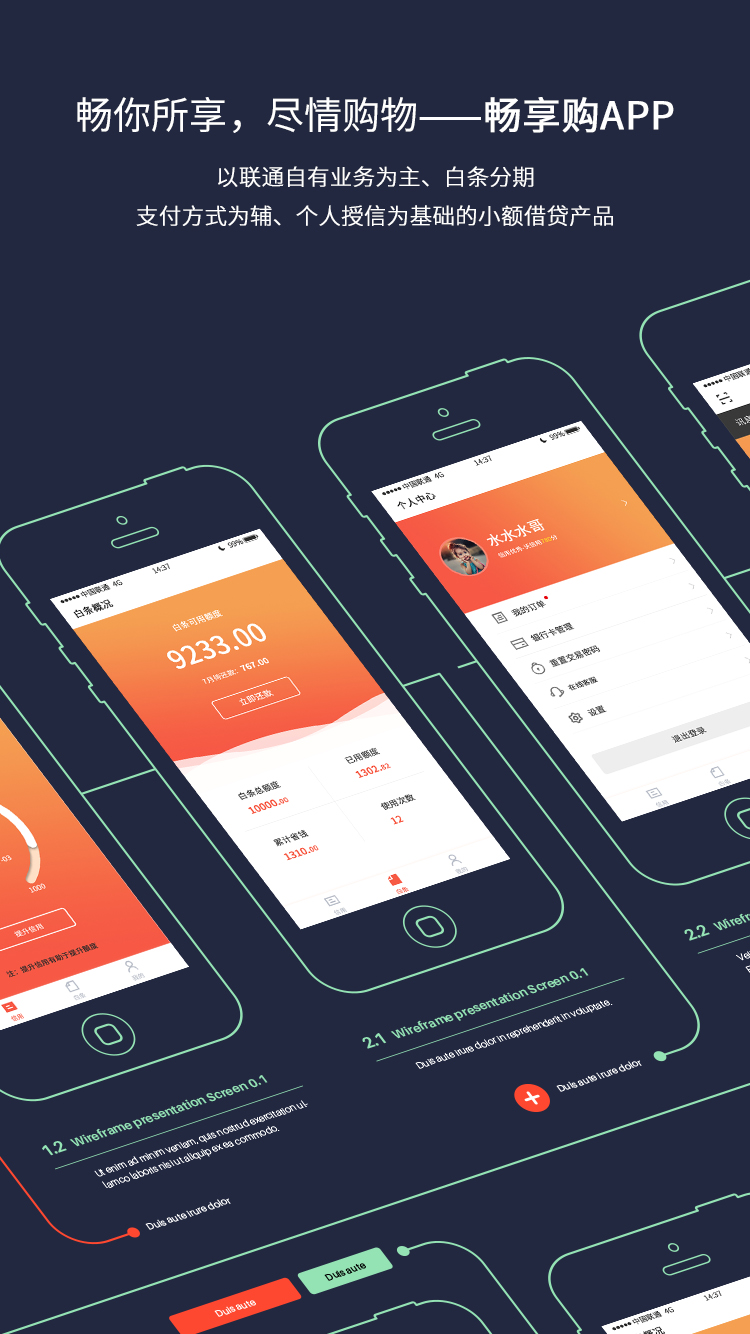 畅你所享，尽情购物——畅享购APP
以联通自有业务为主、白条分期
支付方式为辅、个人授信为基础的小额借贷产品
中国联通
讯息
中国联通 4G 14:37 99%
个人中心
水水水哥
我的订单
银行卡管理
重置交易密码
在线客服
设置
退出登录
信用
白条
中国联通 4G 14:37 99%
白条概况
白条可用额度
9233.00
7月待还款：767.00
立即还款
白条总额度
10000.00
已用额度
1302.82
累计省钱
1310.00
使用次数
12
信用
白条
我的
-03
1000
提升信用
注：提升信用有助于提升额度
信用
白条
我的
2.2 Wirefra
Ve
2.1 Wireframe presentation Screen 0.1
Duis aute irure dolor in reprehenderit in voluptate.
Duis aute irure dolor
1.2 Wireframe presentation Screen 0.1
Ut enim ad minim veniam, quis nostrud exercitation ul-
lamco laboris nisi ut aliquip ex ea commodo.
Duis aute irure dolor
Duis aute
Duis aute
中国联通 4G 14:37